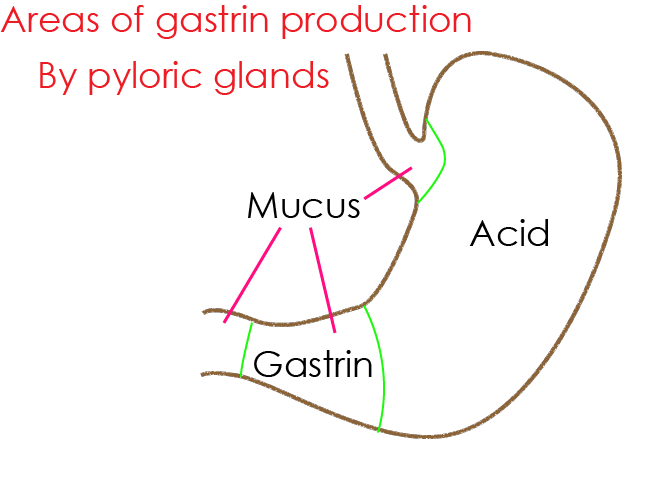 Areas of gastrin production
By pyloric glands
Mucus
Acid
Gastrin